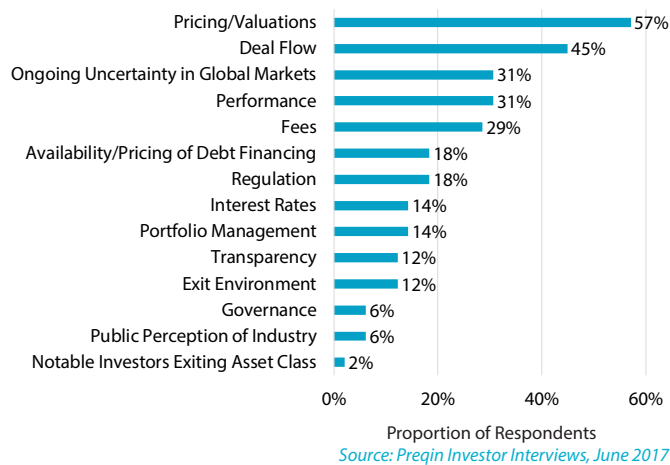 Pricing/Valuations 57%
Deal Flow 45%
Ongoing Uncertainty in Global Markets 31%
Performance 31%
Fees 29%
Availability/Pricing of Debt Financing 18%
Regulation 18%
Interest Rates 14%
Portfolio Management 14%
Transparency 12%
Exit Environment 12%
Governance 6%
Public Perception of Industry 6%
Notable Investors Exiting Asset Class 2%
0% 20% 40% 60%
Proportion of Respondents
Source: Preqin Investor Interviews, June 2017